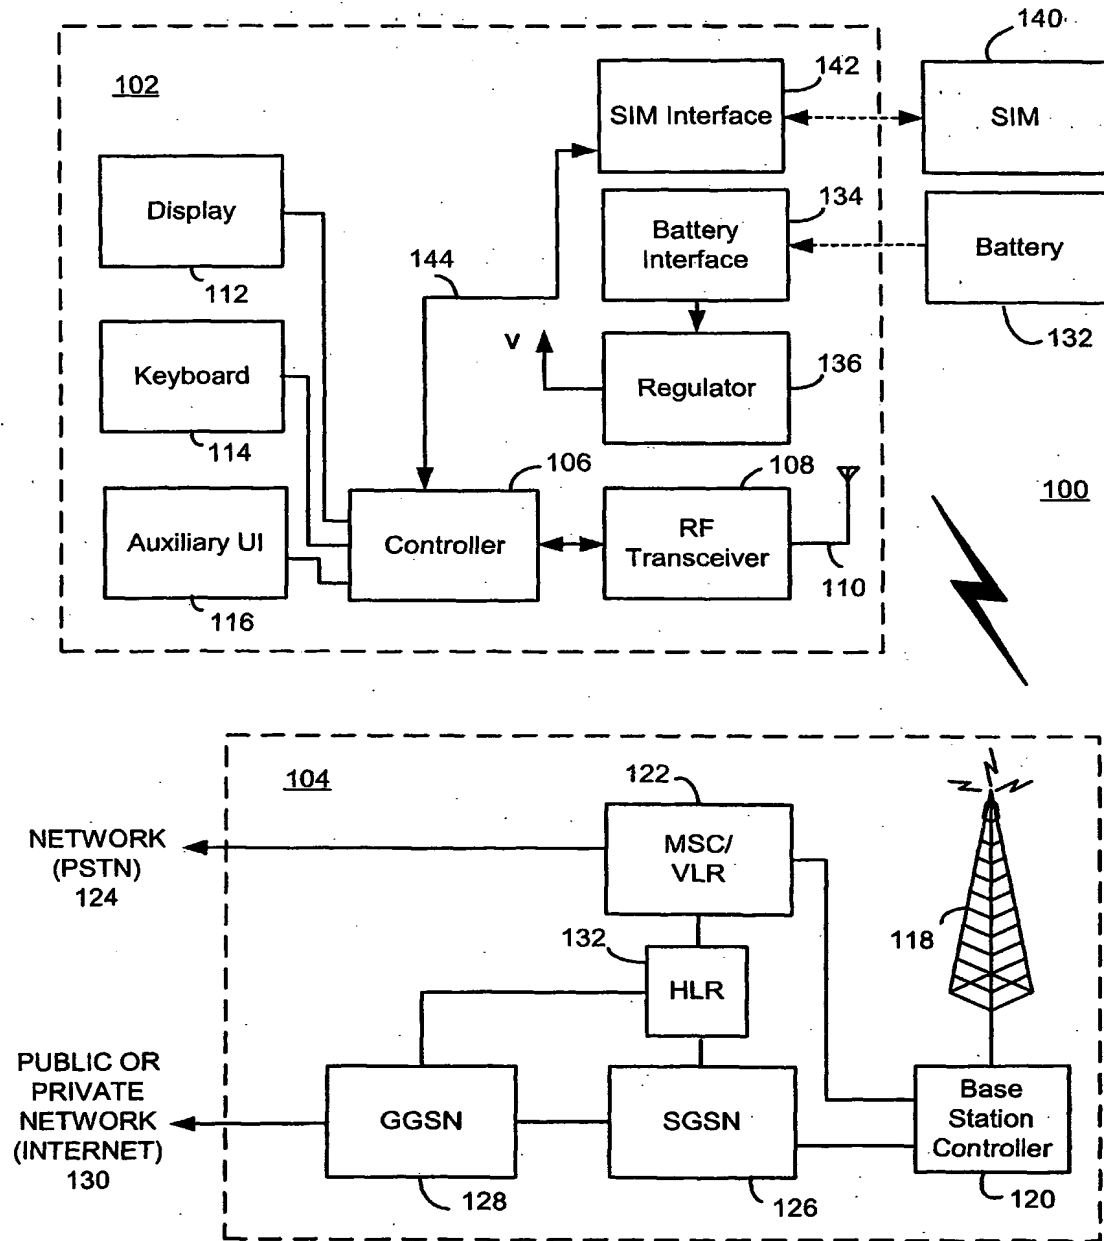 140
102
142
SIM Interface
SIM
Display
134
Battery
Interface
Battery
112
144
132
V
Keyboard
Regulator
136
114
106
108
100
Auxiliary UI
Controller
RF
Transceiver
110
116
104
122
NETWORK
(PSTN)
124
MSC/
VLR
118
132
HLR
PUBLIC OR
PRIVATE
NETWORK
(INTERNET)
130
GGSN
SGSN
Base
Station
Controller
128
126
120